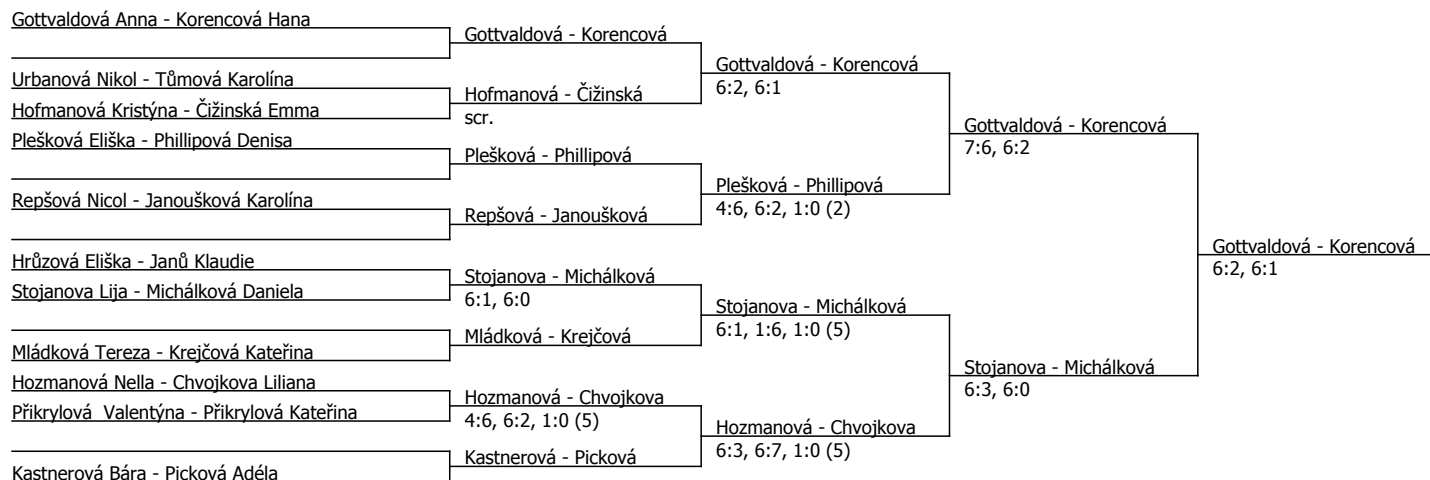 Gottvaldová Anna - Korencová Hana
Gottvaldová - Korencová
Gottvaldová - Korencová
6:2, 6:1
Urbanová Nikol - Tůmová Karolína
Hofmanová Kristýna - Čižinská Emma
Hofmanová - Čižinská
scr.
Gottvaldová - Korencová
7:6, 6:2
Plešková Eliška - Phillipová Denisa
Plešková - Phillipová
Plešková - Phillipová
4:6, 6:2, 1:0 (2)
Repšová Nicol - Janoušková Karolína
Repšová - Janoušková
Gottvaldová - Korencová
6:2, 6:1
Hrůzová Eliška - Janů Klaudie
Stojanova Lija - Michálková Daniela
Stojanova - Michálková
6:1, 6:0
Stojanova - Michálková
6:1, 1:6, 1:0 (5)
Mládková - Krejčová
Mládková Tereza - Krejčová Kateřina
Stojanova - Michálková
6:3, 6:0
Hozmanová Nella - Chvojkova Liliana
Přikrylová  Valentýna - Přikrylová Kateřina
Hozmanová - Chvojkova
4:6, 6:2, 1:0 (5)
Hozmanová - Chvojkova
6:3, 6:7, 1:0 (5)
Kastnerová - Picková
Kastnerová Bára - Picková Adéla